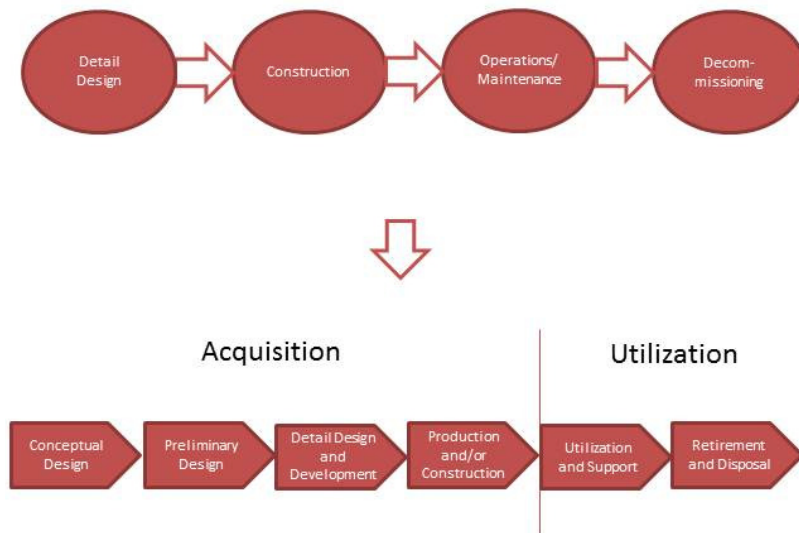 Detail
Design
Construction
Operations/
Maintenance
Decom-
missioning
Acquisition
Utilization
Conceptual
Design
Preliminary
Design
Detail Design
and
Development
Production
and/or
Construction
Utilization
and Support
Retirement
and Disposal